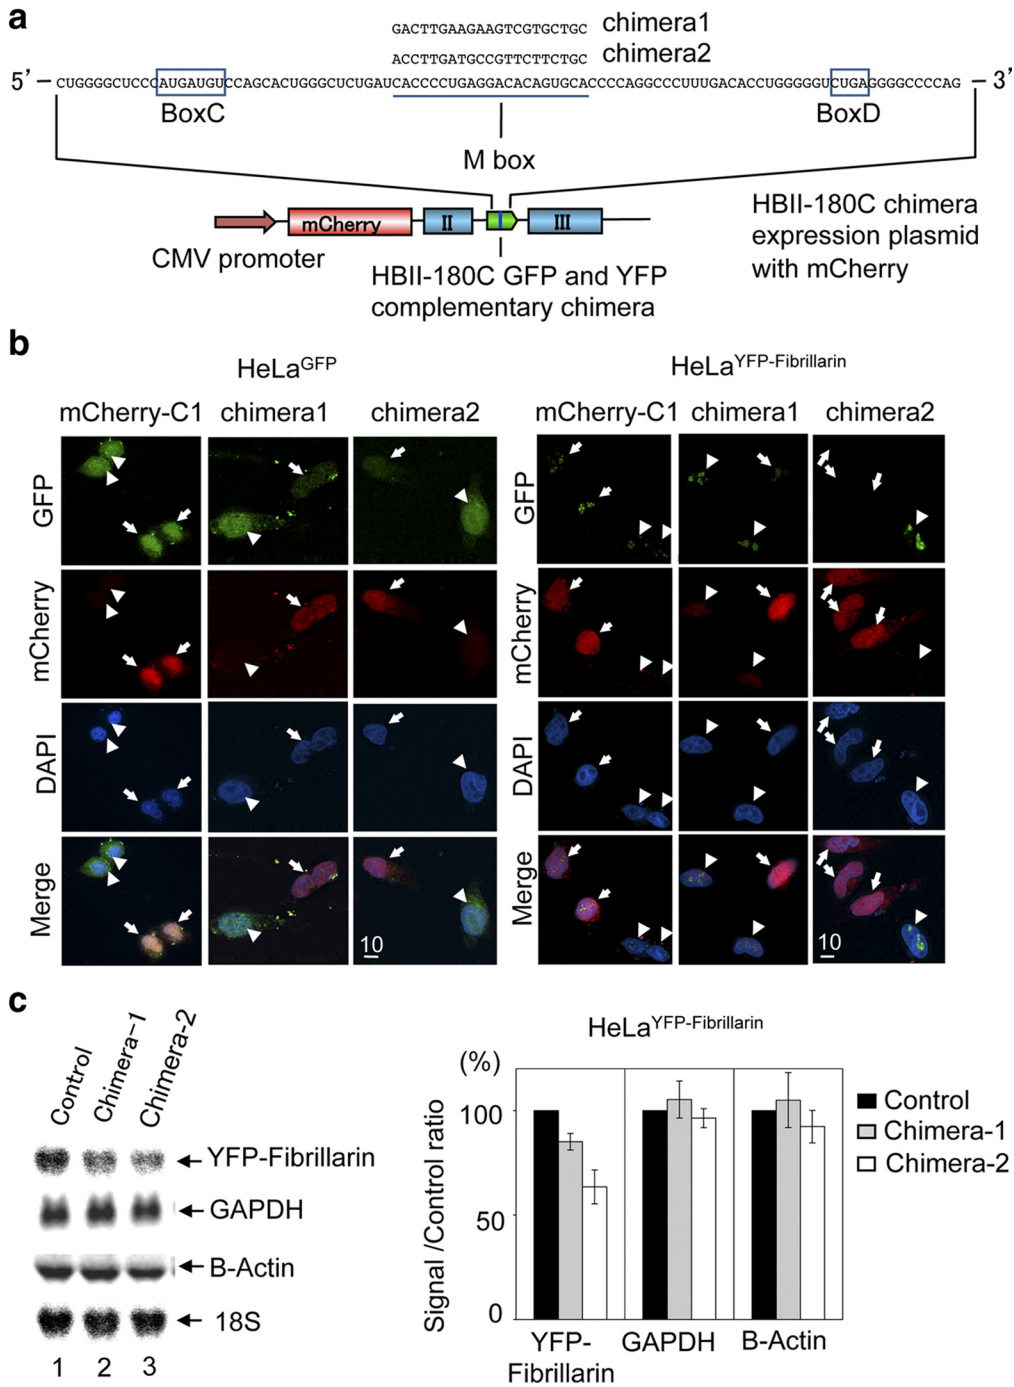 a
GACTTGAAGAAGTCGTGCTGC chimera1
ACCTTGATGCCGTTCTTCTGC chimera2
5’ – CUGGGGCUCCCAUGAUGUCCAGCACUGGGCUCUGAUCACCCCUGAGGACACAGUGCACCCCAGGCCCUUUGACACCUGGGGGUCUGAGGGGCCCCAG – 3’
BoxC BoxD
M box
mCherry II III
CMV promoter
HBII-180C GFP and YFP
complementary chimera
HBII-180C chimera
expression plasmid
with mCherry
b
HeLaGFP
HeLaYFP-Fibrillarin
mCherry-C1 chimera1 chimera2
mCherry-C1 chimera1 chimera2
GFP
GFP
mCherry
mCherry
DAPI
DAPI
Merge
Merge
10
10
c
Control
Chimera-1
Chimera-2
YFP-Fibrillarin
GAPDH
B-Actin
18S
1 2 3
HeLaYFP-Fibrillarin
(%)
Signal /Control ratio
100
50
0
YFP-
Fibrillarin
GAPDH
B-Actin
Control
Chimera-1
Chimera-2